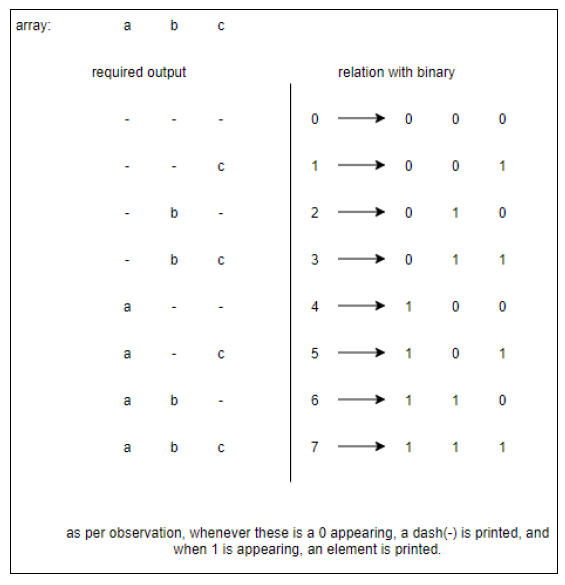 array: a b c
required output relation with binary
- - - 0 0 0 0
- - c 1 0 0 1
- b - 2 0 1 0
- b c 3 0 1 1
a - - 4 1 0 0
a - c 5 1 0 1
a b - 6 1 1 0
a b c 7 1 1 1
as per observation, whenever these is a 0 appearing, a dash(-) is printed, and
when 1 is appearing, an element is printed.